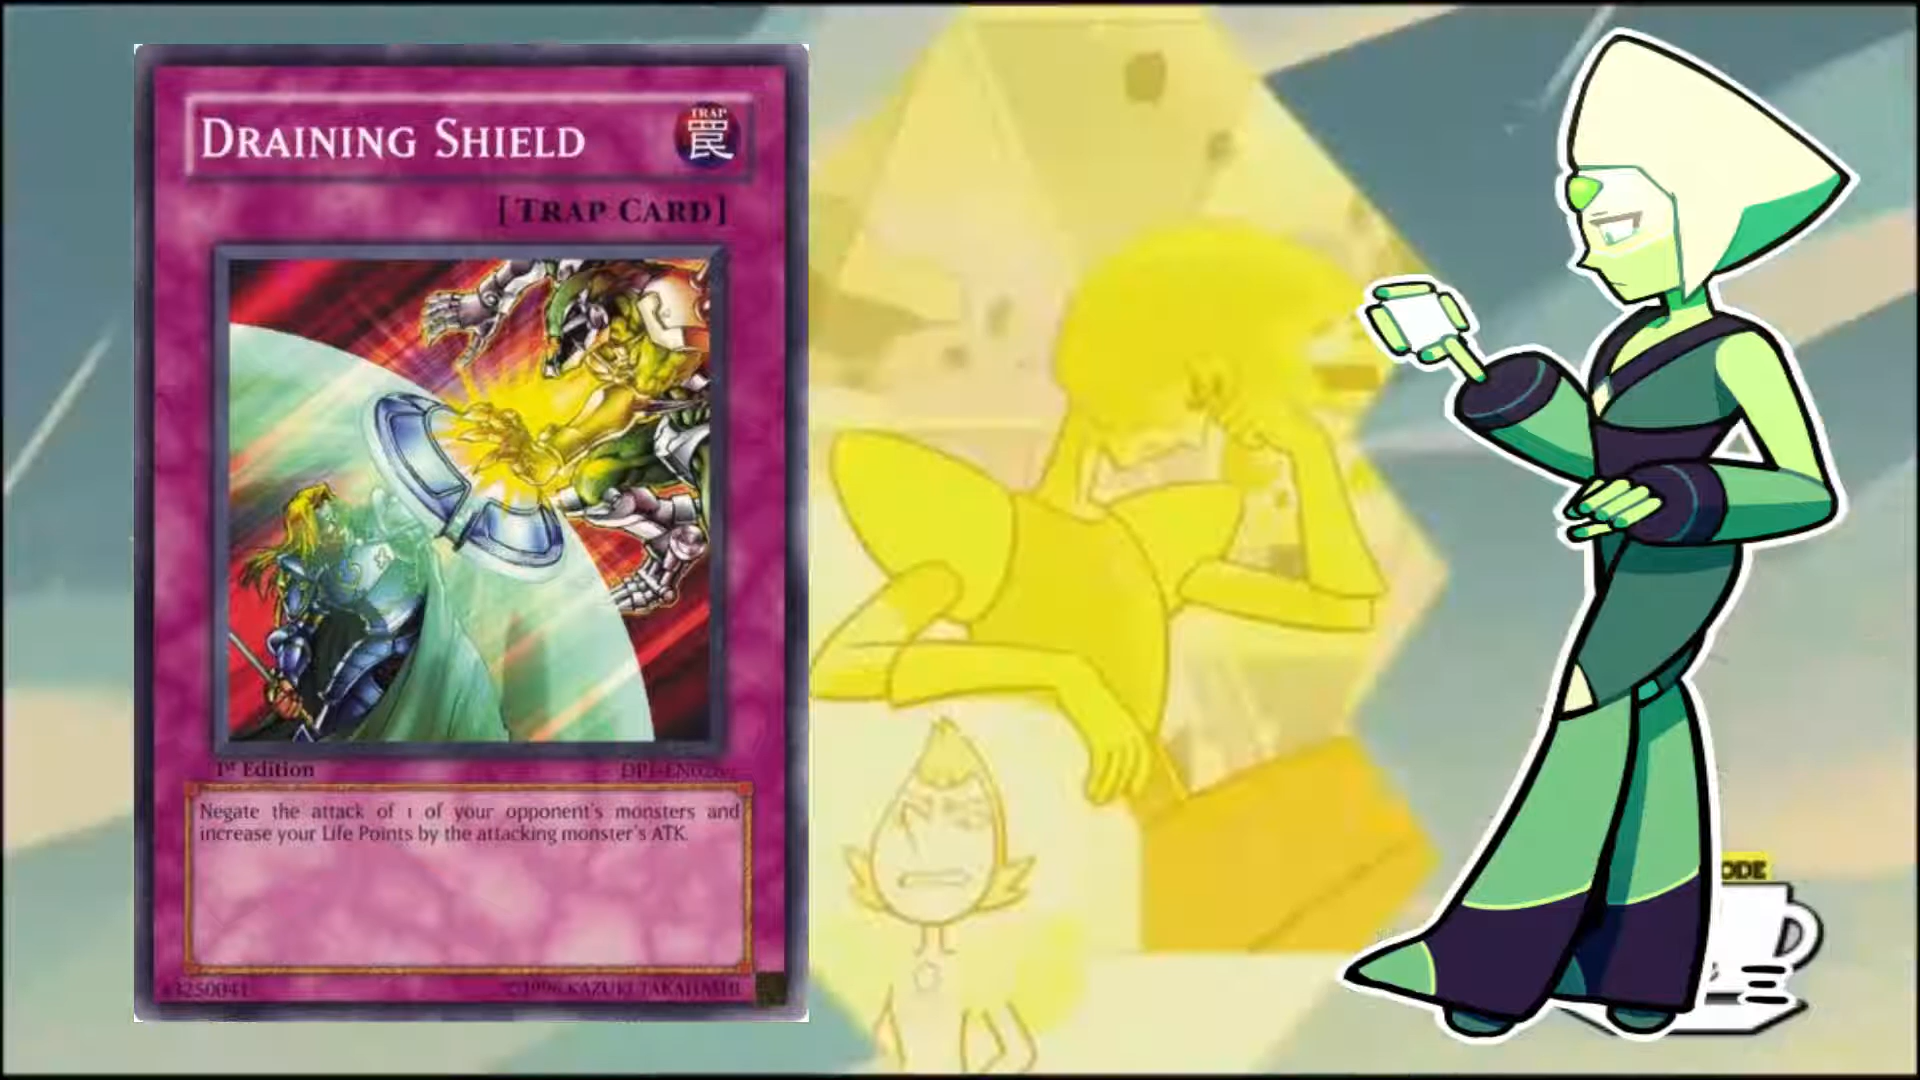 DRAINING SHIELD
TRAP
罠
[TRAP CARD]
1st Edition
Negate the attack of 1 of your opponent's monsters and
increase your Life Points by the attacking monster's ATK.
43250041
©1996 KAZUKI TAKAHASHI
ODE